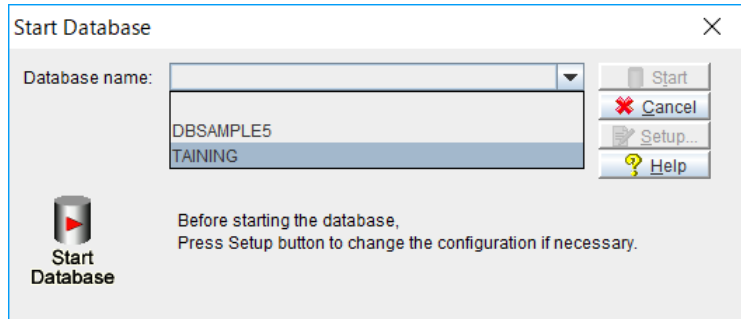 Start Database
Database name:
Start
Cancel
DBSAMPLE5
Setup...
TAINING
Help
Before starting the database,
Press Setup button to change the configuration if necessary.
Start
Database